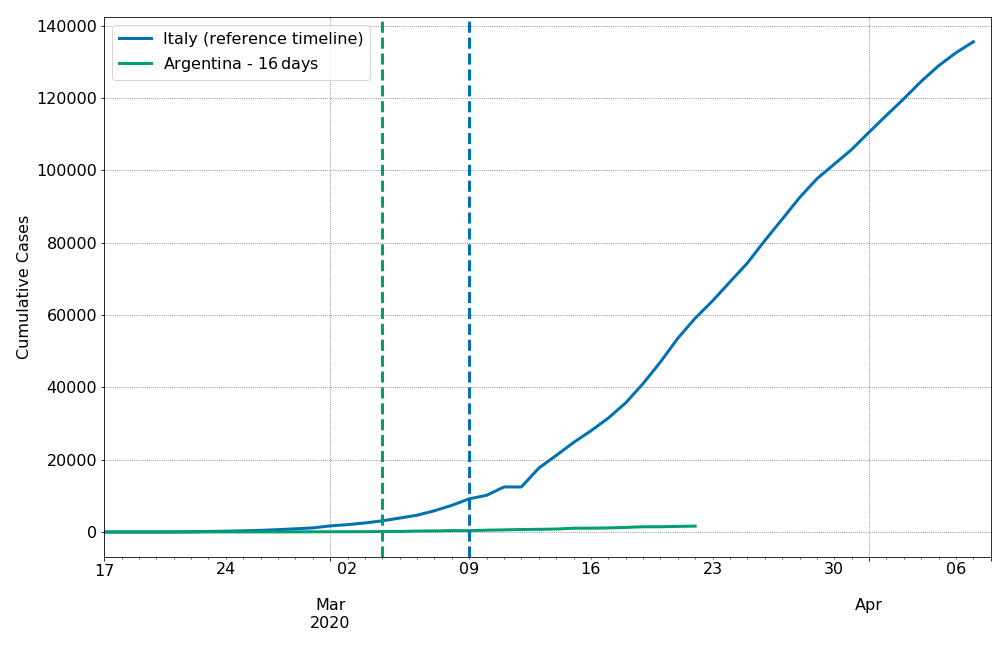 Italy (reference timeline)
Argentina - 16 days
Cumulative Cases
140000
120000
100000
80000
60000
40000
20000
0
17 24 02 09 16 23 30 06
Mar Apr
2020